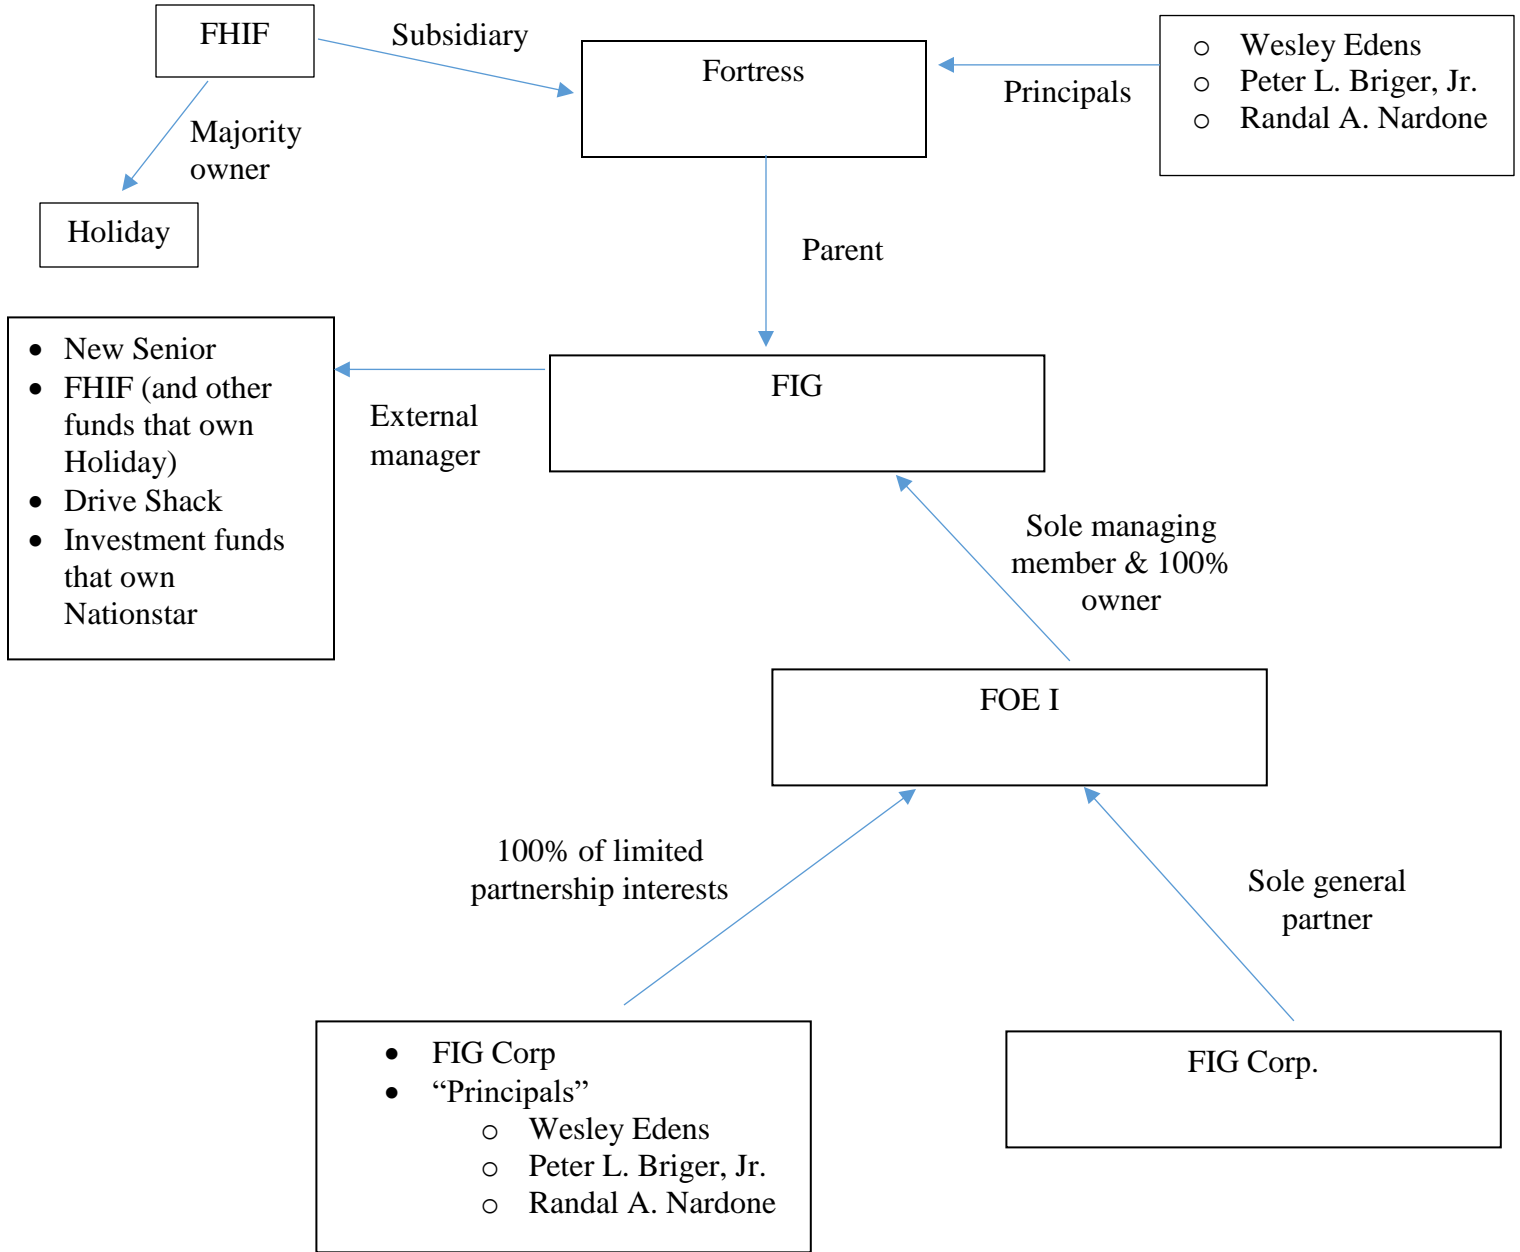 FHIF
Subsidiary
Fortress
Principals
o Wesley Edens
o Peter L. Briger, Jr.
o Randal A. Nardone
Majority
owner
Holiday
Parent
• New Senior
• FHIF (and other
funds that own
Holiday)
• Drive Shack
• Investment funds
that own
Nationstar
External
manager
FIG
Sole managing
member & 100%
owner
FOE I
100% of limited
partnership interests
Sole general
partner
• FIG Corp
• “Principals”
o Wesley Edens
o Peter L. Briger, Jr.
o Randal A. Nardone
FIG Corp.